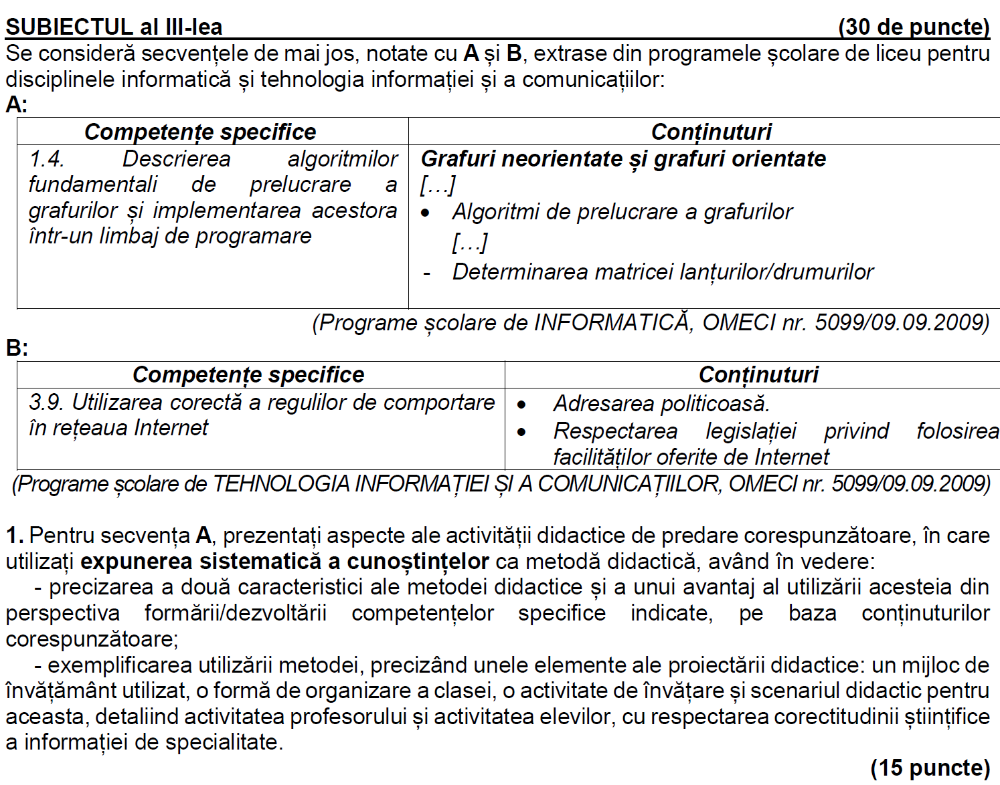 SUBIECTUL al III-lea (30 de puncte)
Se consideră secvențele de mai jos, notate cu A și B, extrase din programele școlare de liceu pentru
disciplinele informatică și tehnologia informației și a comunicațiilor:
A:
Competențe specifice Conținuturi
1.4. Descrierea algoritmilor
fundamentali de prelucrare a
grafurilor și implementarea acestora
într-un limbaj de programare
Grafuri neorientate și grafuri orientate
[…]
• Algoritmi de prelucrare a grafurilor
[…]
- Determinarea matricei lanțurilor/drumurilor
(Programe școlare de INFORMATICĂ, OMECI nr. 5099/09.09.2009)
B:
Competențe specifice Conținuturi
3.9. Utilizarea corectă a regulilor de comportare
în rețeaua Internet
• Adresarea politicoasă.
• Respectarea legislației privind folosirea
facilităților oferite de Internet
(Programe școlare de TEHNOLOGIA INFORMAȚIEI ȘI A COMUNICAȚIILOR, OMECI nr. 5099/09.09.2009)
1. Pentru secvența A, prezentați aspecte ale activității didactice de predare corespunzătoare, în care
utilizați expunerea sistematică a cunoștințelor ca metodă didactică, având în vedere:
- precizarea a două caracteristici ale metodei didactice și a unui avantaj al utilizării acesteia din
perspectiva formării/dezvoltării competențelor specifice indicate, pe baza conținuturilor
corespunzătoare;
- exemplificarea utilizării metodei, precizând unele elemente ale proiectării didactice: un mijloc de
învățământ utilizat, o formă de organizare a clasei, o activitate de învățare și scenariul didactic pentru
aceasta, detaliind activitatea profesorului și activitatea elevilor, cu respectarea corectitudinii științifice
a informației de specialitate.
(15 puncte)